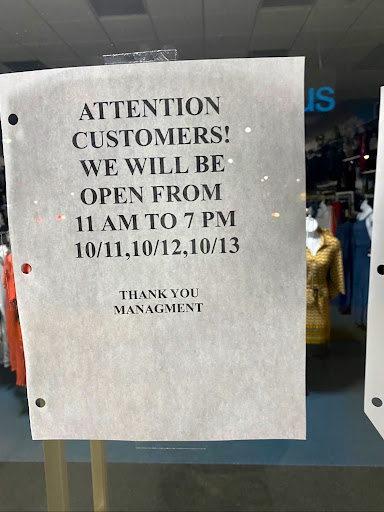 ATTENTION
CUSTOMERS!
WE WILL BE
OPEN FROM
11 AM TO 7 PM
10/11,10/12,10/13
THANK YOU
MANAGMENT
us